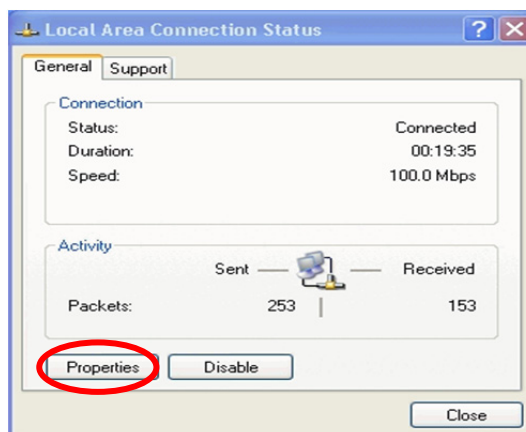 Local Area Connection Status
General Support
Connection
Status: Connected
Duration: 00:19:35
Speed: 100.0 Mbps
Activity
Sent Received
Packets: 253 153
Properties Disable
Close